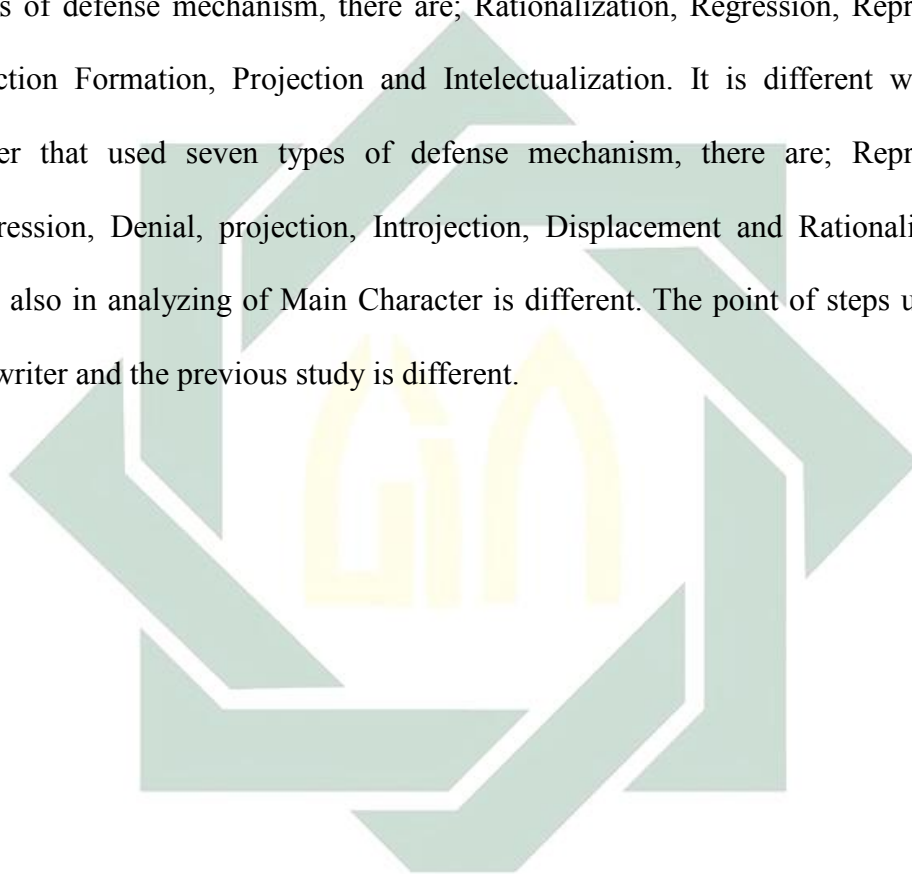 s of defense mechanism, there are; Rationalization, Regression, Repr
ction Formation, Projection and Intelectualization. It is different w
er that used seven types of defense mechanism, there are; Repr
ression, Denial, projection, Introjection, Displacement and Rationali
also in analyzing of Main Character is different. The point of steps u
writer and the previous study is different.